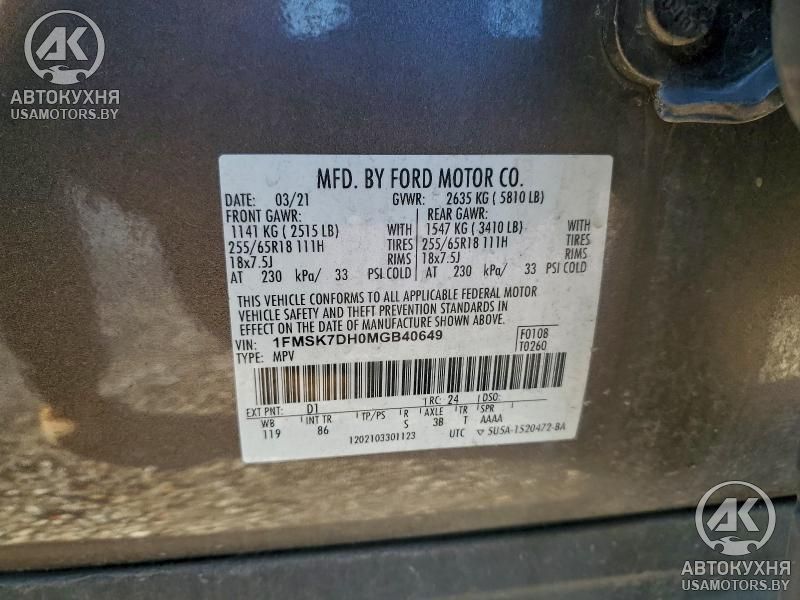 AK
АВТОКУХНЯ
USAMOTORS.BY
MFD. BY FORD MOTOR CO.
DATE: 03/21 GVWR: 2635 KG ( 5810 LB)
FRONT GAWR: REAR GAWR:
1141 KG ( 2515 LB) WITH 1547 KG ( 3410 LB) WITH
255/65R18 111H TIRES 255/65R18 111H TIRES
18x7.5J RIMS 18x7.5J RIMS
AT 230 kPa/ 33 PSI COLD AT 230 kPa/ 33 PSI COLD
THIS VEHICLE CONFORMS TO ALL APPLICABLE FEDERAL MOTOR
VEHICLE SAFETY AND THEFT PREVENTION STANDARDS IN
EFFECT ON THE DATE OF MANUFACTURE SHOWN ABOVE.
VIN: 1FMSK7DH0MGB40649 F0108
TYPE: MPV T0260
EXT PNT: D1 RC: 24 DSO:
WB INT TR TP/PS R AXLE TR SPR
119 86 S 3B T AAAA
1202103301123 UTC ▽ 5U5A-1520472-BA
AK
АВТОКУХНЯ
USAMOTORS.BY